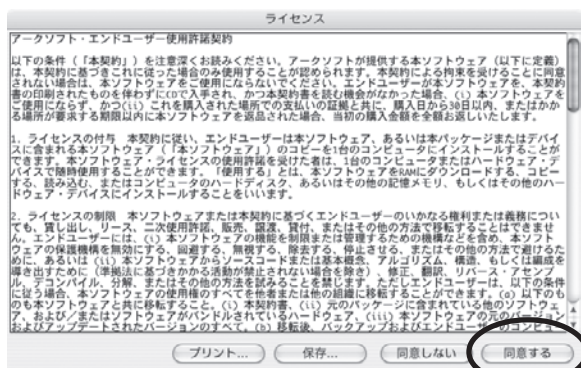 ライセンス
アークソフト・エンドユーザー使用許諾契約
以下の条件（「本契約」）を注意深くお読みください。アークソフトが提供する本ソフトウェア（以下に定義）
は、本契約に基づきこれに従った場合のみ使用することが認められます。本契約による拘束を受けることに同意
されない場合は、本ソフトウェアをご使用にならないでください。エンドユーザーが本ソフトウェアを、本契約
書の印刷されたものを伴わずにCDで入手され、かつ本契約書を読む機会がなかった場合、(i) 本ソフトウェアを
ご使用にならず、かつ(ii) これを購入された場所での支払いの証拠と共に、購入日から30日以内、またはかか
る場所が要求する期限以内に本ソフトウェアを返品された場合、当初の購入金額を全額お返しいたします。
1. ライセンスの付与　本契約に従い、エンドユーザーは本ソフトウェア、あるいは本パッケージまたはデバイ
スに含まれる本ソフトウェア（「本ソフトウェア」）のコピーを1台のコンピュータにインストールすることが
できます。本ソフトウェア・ライセンスの使用許諾を受けた者は、1台のコンピュータまたはハードウェア・デ
バイスで随時使用することができます。「使用する」とは、本ソフトウェアをRAMにダウンロードする、コピー
する、読み込む、またはコンピュータのハードディスク、あるいはその他の記憶メモリ、もしくはその他のハー
ドウェア・デバイスにインストールすることをいいます。
2. ライセンスの制限　本ソフトウェアまたは本契約に基づくエンドユーザーのいかなる権利または義務につい
ても、貸し出し、リース、二次使用許諾、販売、譲渡、貸付、またはその他の方法で移転することはできませ
ん。エンドユーザーには、(i) 本ソフトウェアの機能を制限または管理するための機構などを含め、本ソフト
ウェアの保護機構を無効にする、回避する、無視する、除去する、停止させる、またはその他の方法で避けるた
めに、あるいは (ii) 本ソフトウェアからソースコードまたは基本概念、アルゴリズム、構造、もしくは編成を
導き出すために（準拠法に基づきかかる活動が禁止されない場合を除き）、修正、翻訳、リバース・アセンブ
ル、デコンパイル、分解、またはその他の方法を試みることを禁じます。ただしエンドユーザーは、以下の条件
に従う場合、本ソフトウェアの使用権のすべてを他者または他の組織に移転することができます。(a) 以下のも
のも本ソフトウェアと共に移転すること、(i) 本契約書、(ii) 元のパッケージに含まれている他のソフトウェ
ア、および／またはソフトウェアがバンドルされているハードウェア、(iii) 本ソフトウェアの元のバージョン
およびアップデートされたバージョンのすべて。(b) 移転後、バックアップおよびエンドユーザーのコンピュー
プリント... 保存... 同意しない 同意する